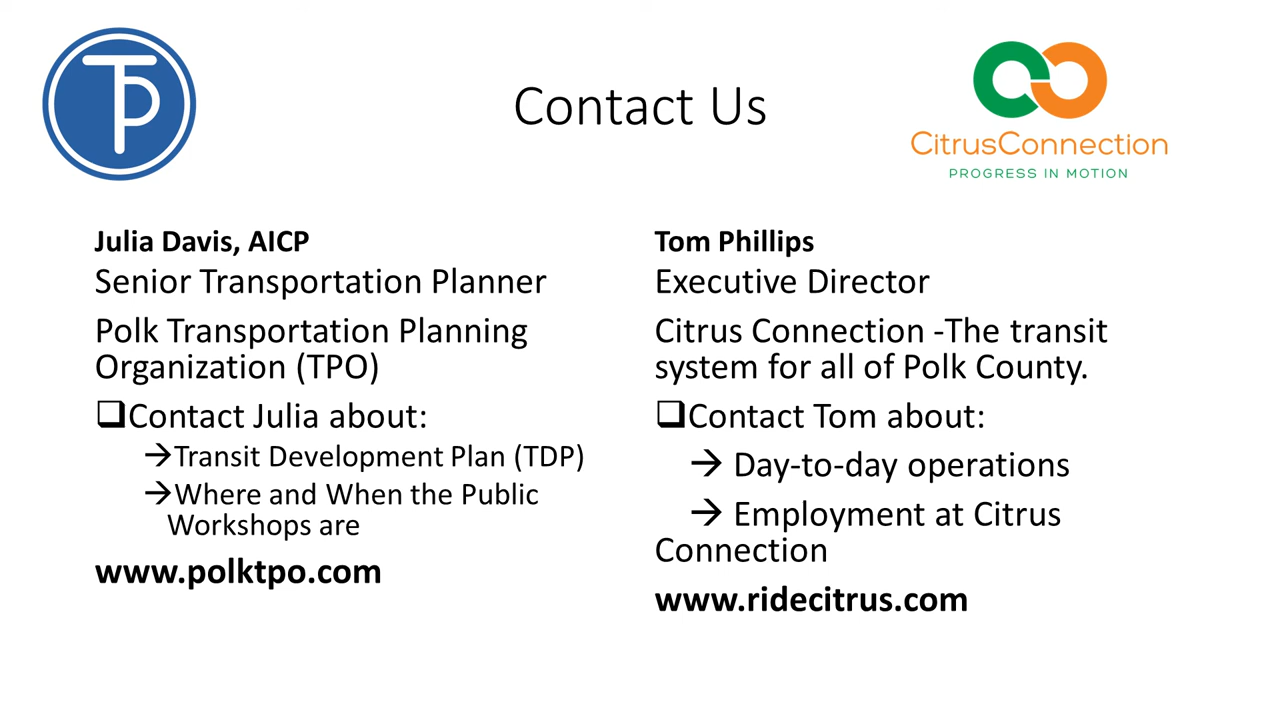 TP
Contact Us
CitrusConnection
PROGRESS IN MOTION
Julia Davis, AICP
Senior Transportation Planner
Polk Transportation Planning
Organization (TPO)
❑Contact Julia about:
→Transit Development Plan (TDP)
→Where and When the Public
Workshops are
www.polktpo.com
Tom Phillips
Executive Director
Citrus Connection -The transit
system for all of Polk County.
❑Contact Tom about:
→ Day-to-day operations
→ Employment at Citrus
Connection
www.ridecitrus.com